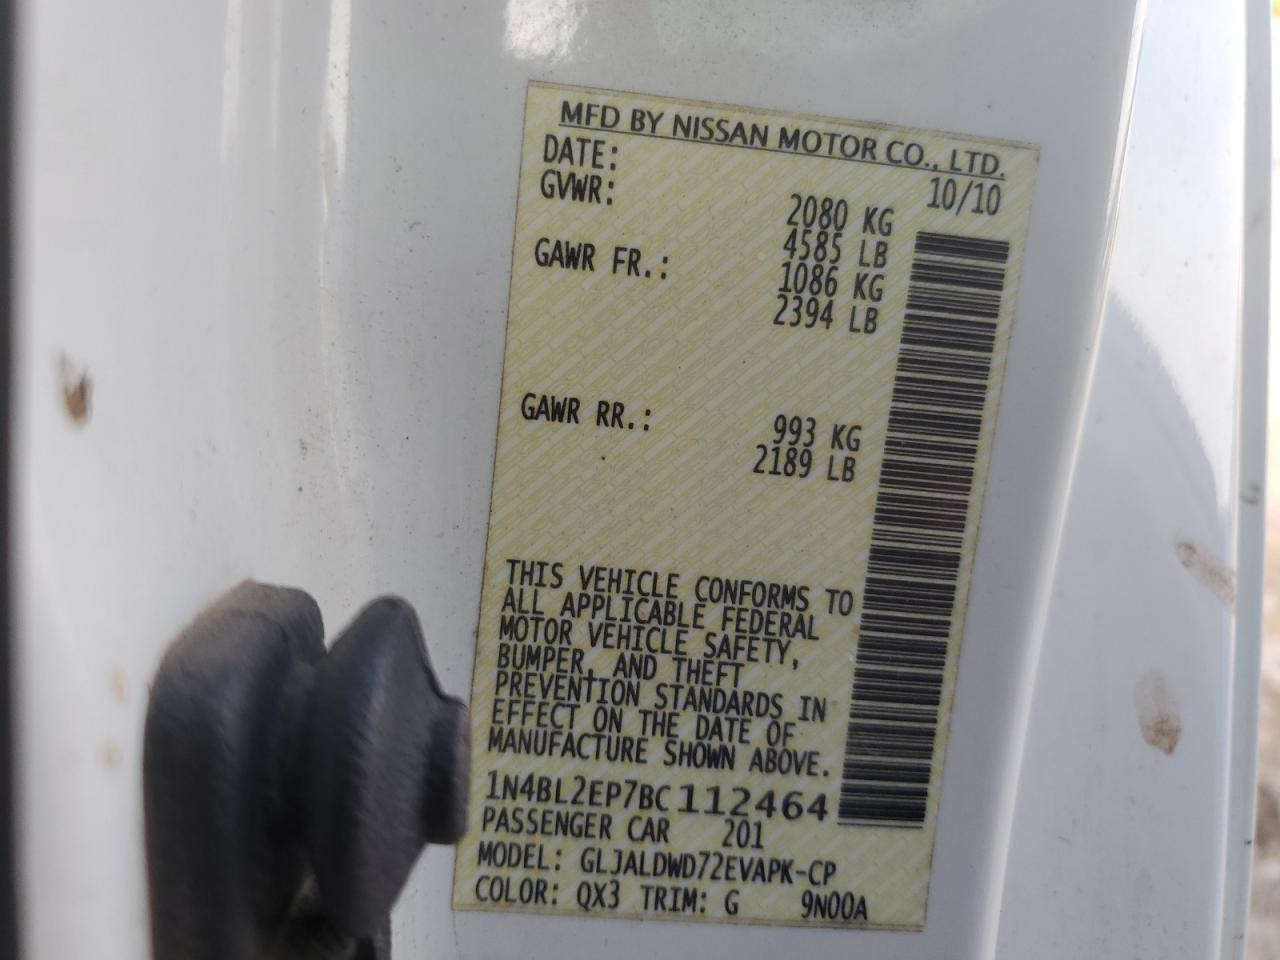 MFD BY NISSAN MOTOR CO., LTD.
DATE: 10/10
GVWR: 2080 KG
4585 LB
GAWR FR.: 1086 KG
2394 LB
GAWR RR.: 993 KG
2189 LB
THIS VEHICLE CONFORMS TO
ALL APPLICABLE FEDERAL
MOTOR VEHICLE SAFETY,
BUMPER, AND THEFT
PREVENTION STANDARDS IN
EFFECT ON THE DATE OF
MANUFACTURE SHOWN ABOVE.
1N4BL2EP7BC112464
PASSENGER CAR 201
MODEL: GLJALDWD72EVAPK-CP
COLOR: QX3 TRIM: G 9N00A